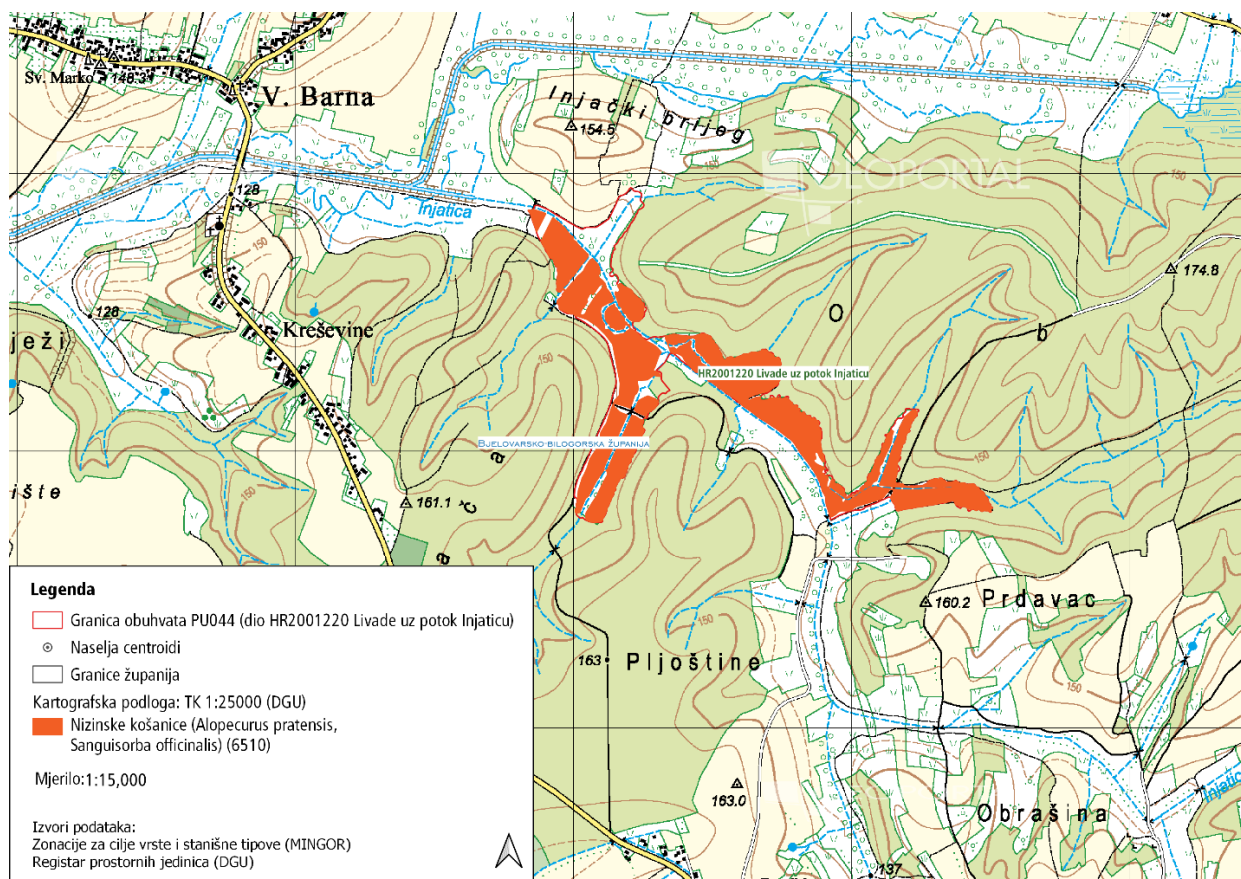 Sv. Marko
148.3
V. Barna
Injački brijeg
154.5
150
GEOPORTAL
128
Injatica
150
174.8
O
128
Kreševine
ježi
150
b
HR2001220 Livade uz potok Injaticu
BJELOVARSKO-BILOGORSKA ŽUPANIJA
a
150
150
ište
161.1
č
a
160.2
Prdavac
150
163
Pljoštine
150
163.0
Obrašina
Injatica
137
Legenda
Granica obuhvata PU044 (dio HR2001220 Livade uz potok Injaticu)
Naselja centroidi
Granice županija
Kartografska podloga: TK 1:25000 (DGU)
Nizinske košanice (Alopecurus pratensis,
Sanguisorba officinalis) (6510)
Mjerilo:1:15,000
Izvori podataka:
Zonacije za cilje vrste i stanišne tipove (MINGOR)
Registar prostornih jedinica (DGU)